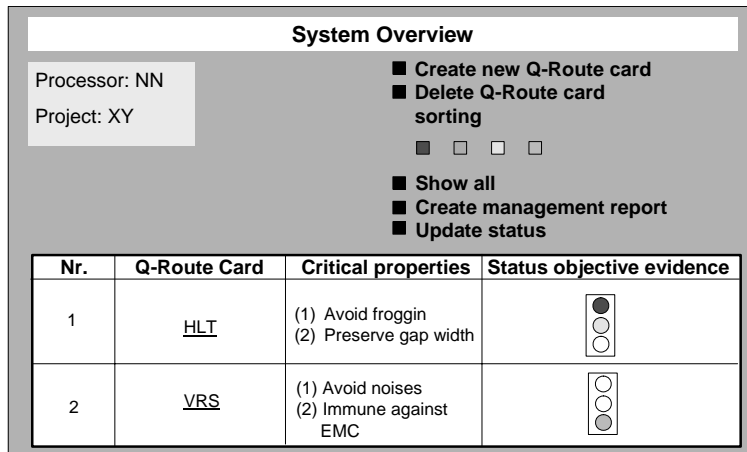 System Overview
Processor: NN
Project: XY
Create new Q-Route card
Delete Q-Route card
sorting
Show all
Create management report
Update status
Nr. Q-Route Card Critical properties Status objective evidence
1 HLT (1) Avoid froggin
(2) Preserve gap width
2 VRS (1) Avoid noises
(2) Immune against
EMC